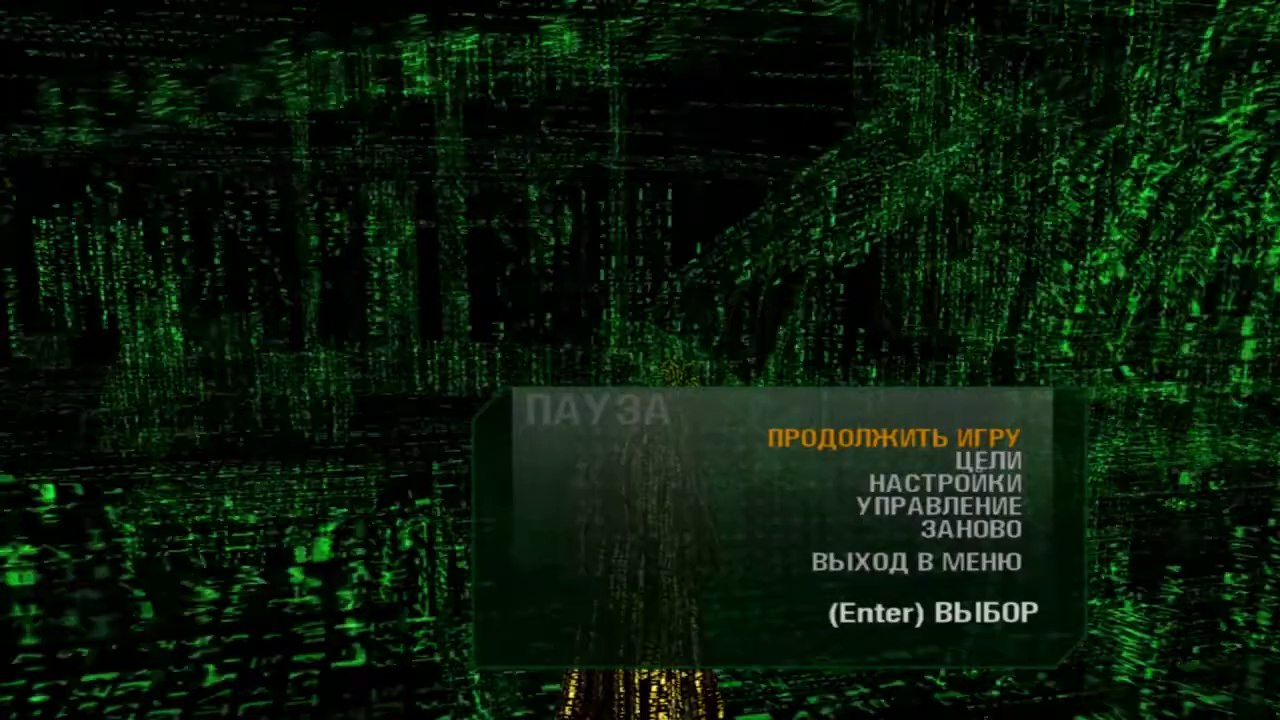 ПАУЗА
ПРОДОЛЖИТЬ ИГРУ
ЦЕЛИ
НАСТРОЙКИ
УПРАВЛЕНИЕ
ЗАНОВО
ВЫХОД В МЕНЮ
(Enter) ВЫБОР